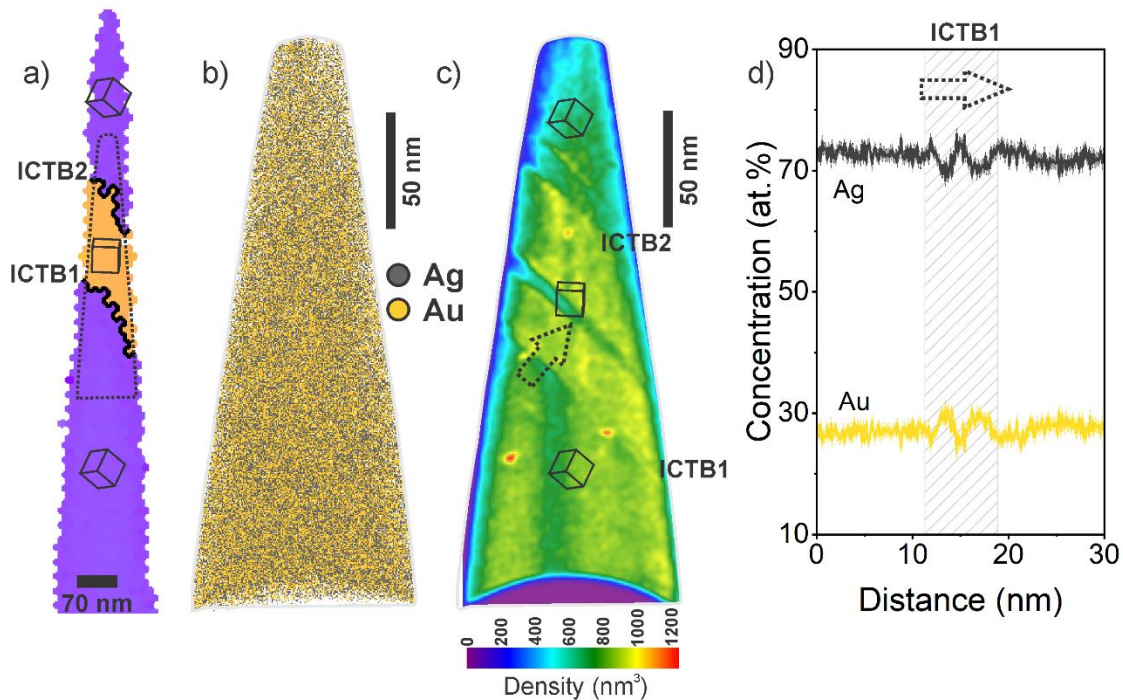 a)
ICTB2
ICTB1
70 nm
b)
50 nm
Ag
Au
c)
50 nm
ICTB2
ICTB1
0 200 400 600 800 1000 1200
Density (nm³)
d)
ICTB1
90
70
50
30
10
Concentration (at.%)
Ag
Au
0 10 20 30
Distance (nm)